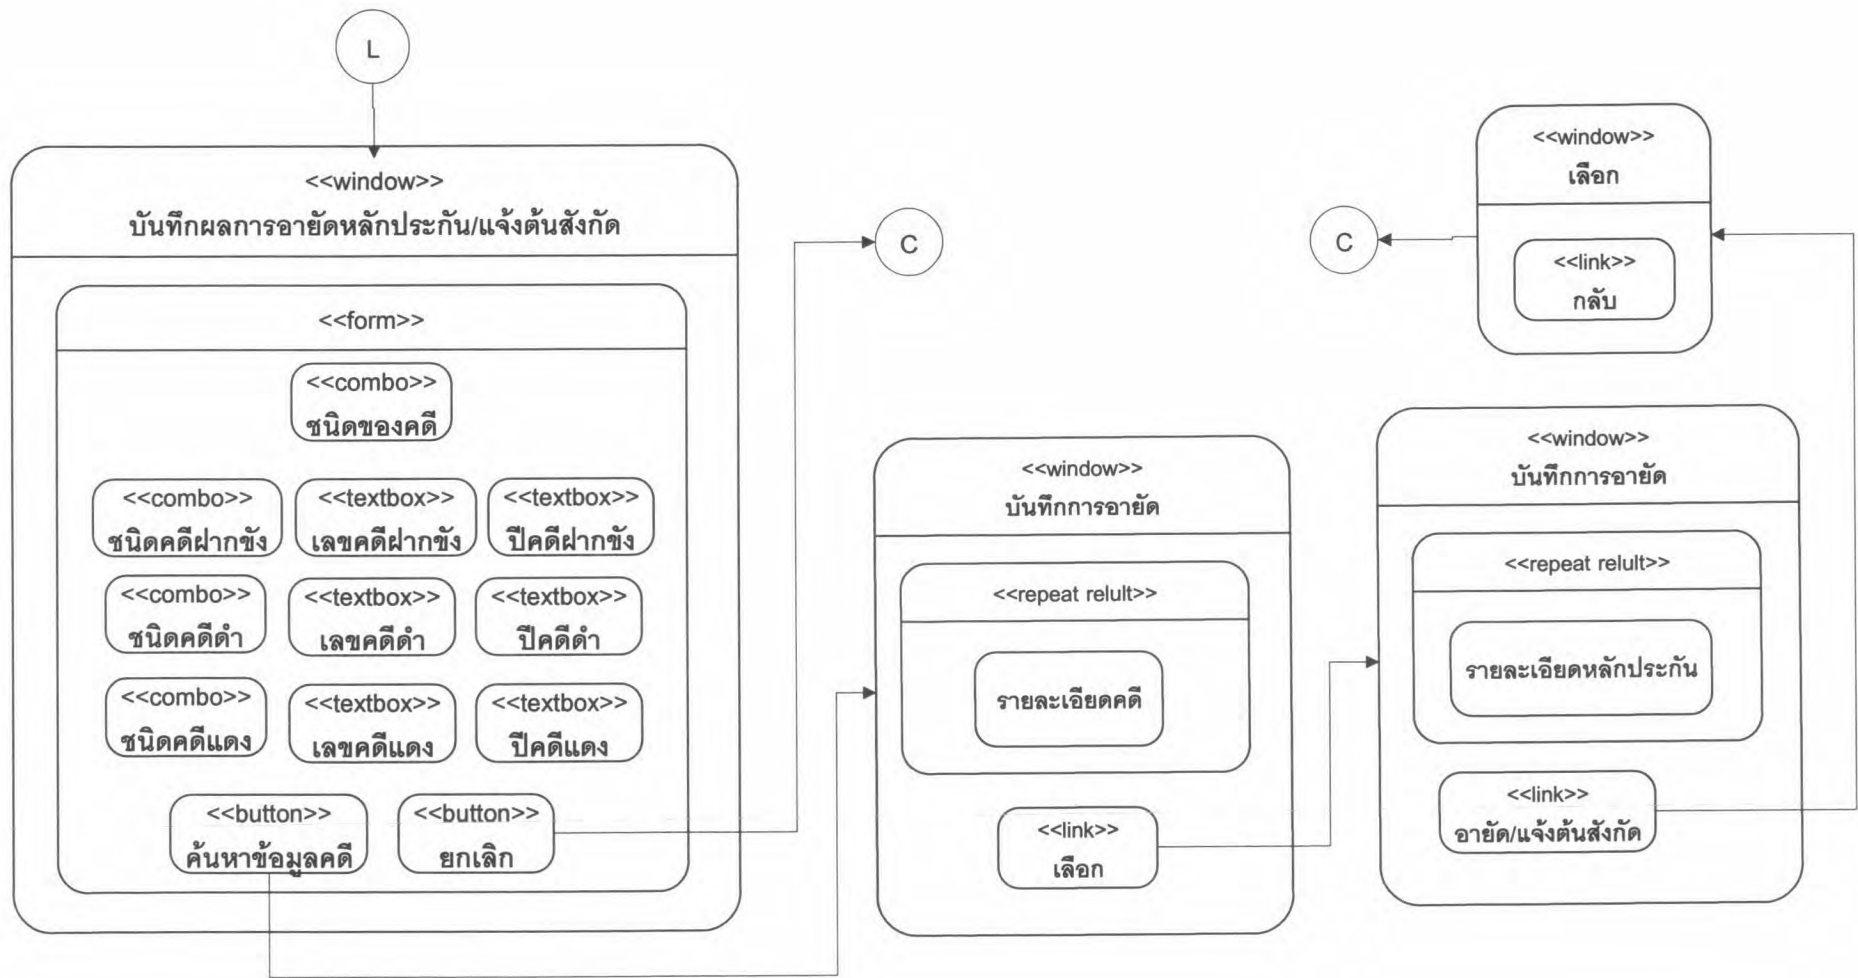 L
<<window>>
บันทึกผลการอายัดหลักประกัน/แจ้งต้นสังกัด
<<form>>
<<combo>>
ชนิดของคดี
<<combo>> <<textbox>> <<textbox>>
ชนิดคดีฝากขัง เลขคดีฝากขัง ปีคดีฝากขัง
<<combo>> <<textbox>> <<textbox>>
ชนิดคดีดำ เลขคดีดำ ปีคดีดำ
<<combo>> <<textbox>> <<textbox>>
ชนิดคดีแดง เลขคดีแดง ปีคดีแดง
<<button>> <<button>>
ค้นหาข้อมูลคดี ยกเลิก
C
<<window>>
บันทึกการอายัด
<<repeat relult>>
รายละเอียดคดี
<<link>>
เลือก
<<window>>
บันทึกการอายัด
<<repeat relult>>
รายละเอียดหลักประกัน
<<link>>
อายัด/แจ้งต้นสังกัด
<<window>>
เลือก
<<link>>
กลับ
C